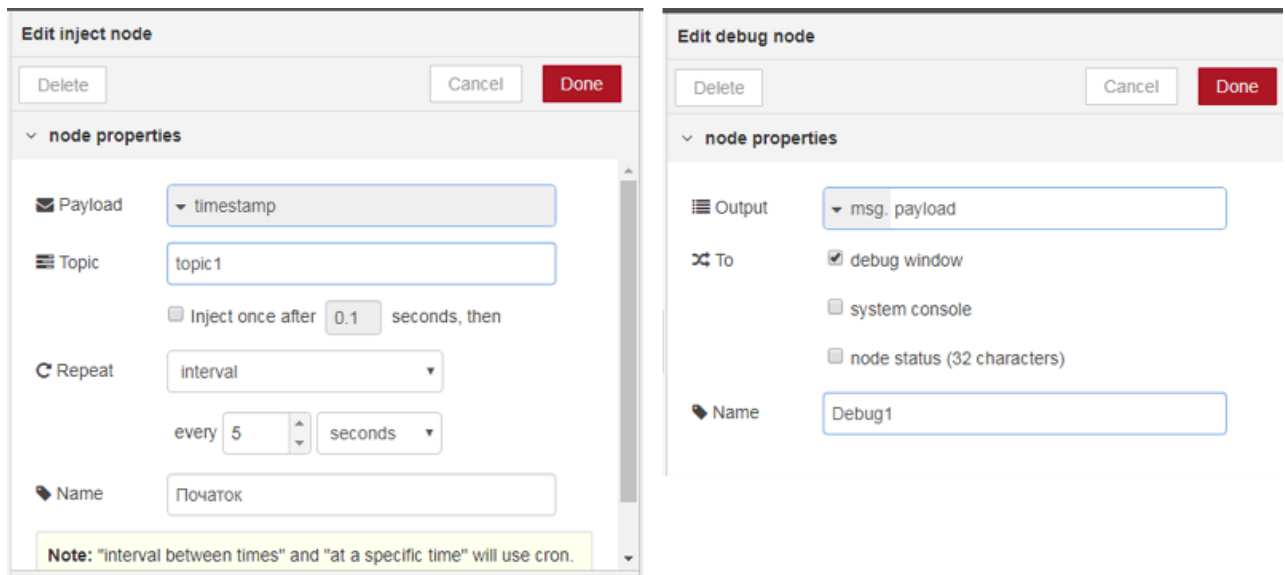 Edit inject node
Delete Cancel Done
node properties
Payload timestamp
Topic topic1
Inject once after 0.1 seconds, then
Repeat interval
every 5 seconds
Name Початок
Note: "interval between times" and "at a specific time" will use cron.
Edit debug node
Delete Cancel Done
node properties
Output msg. payload
To debug window
system console
node status (32 characters)
Name Debug1